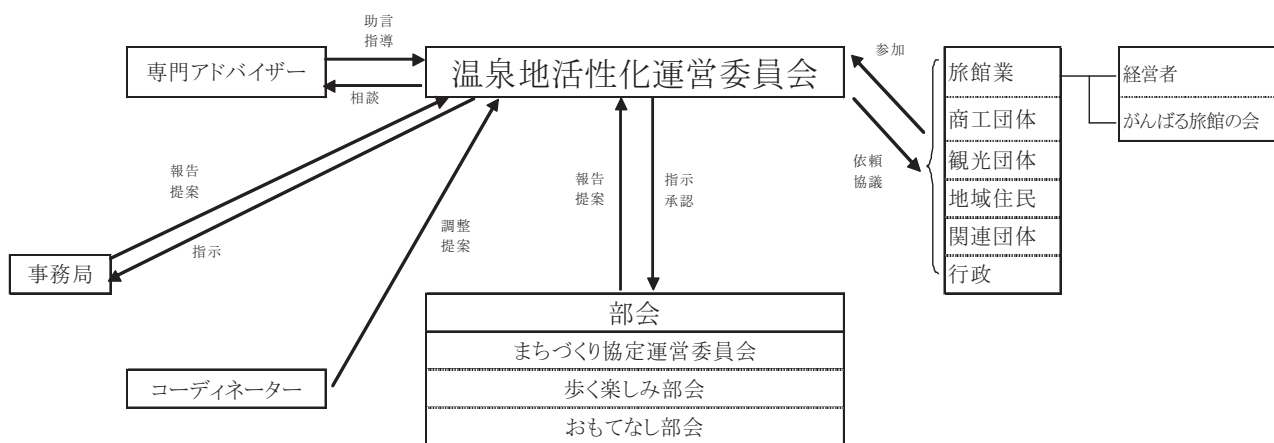 助言
指導
専門アドバイザー
温泉地活性化運営委員会
相談
参加
旅館業
経営者
商工団体
がんばる旅館の会
観光団体
地域住民
関連団体
行政
依頼
協議
報告
提案
指示
報告
提案
指示
承認
調整
提案
事務局
コーディネーター
部会
まちづくり協定運営委員会
歩く楽しみ部会
おもてなし部会